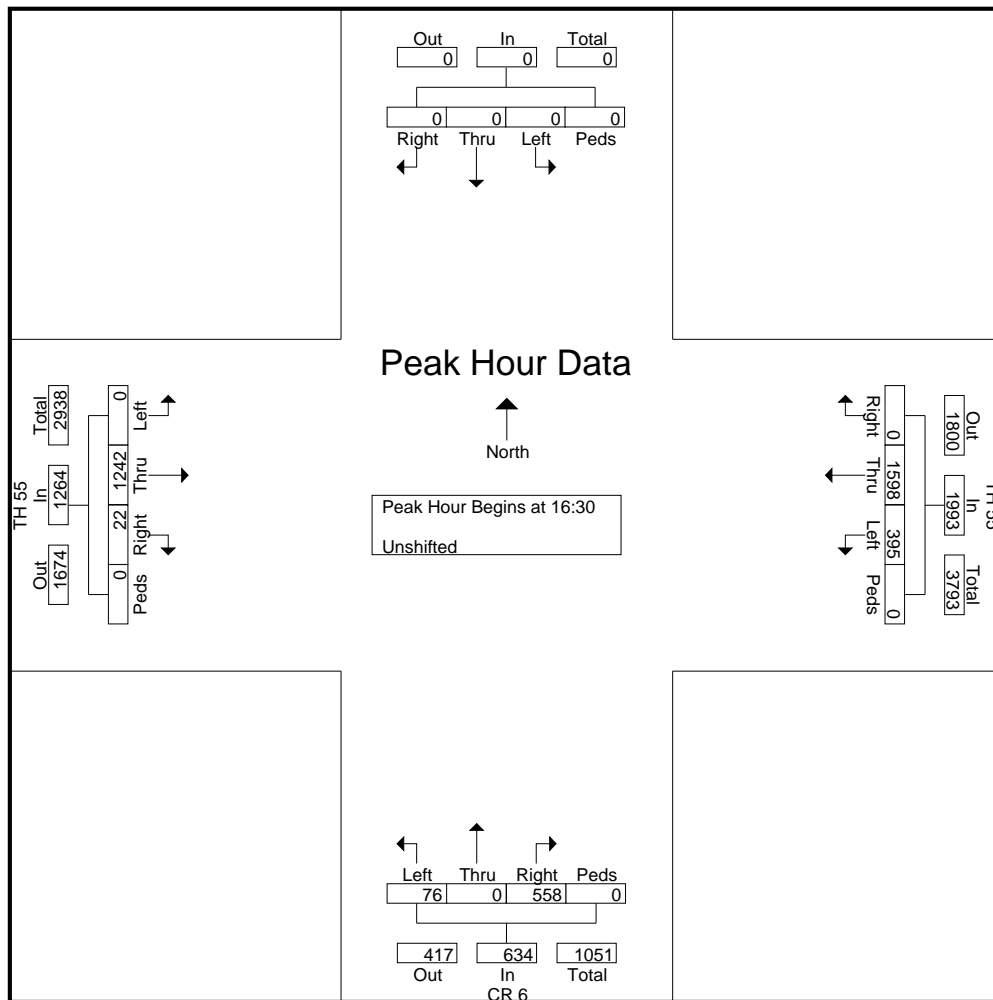 Out In Total
0 0 0
0 0 0 0
Right Thru Left Peds
Peak Hour Data
North
Peak Hour Begins at 16:30
Unshifted
TH 55
Total In Out
2938 1264 1674
0 1242 22 0
Left Thru Right Peds
Right Thru Left Peds
0 1598 395 0
1800 1993 3793
Out In Total
TH 55
Left Thru Right Peds
76 0 558 0
417 634 1051
Out In Total
CR 6